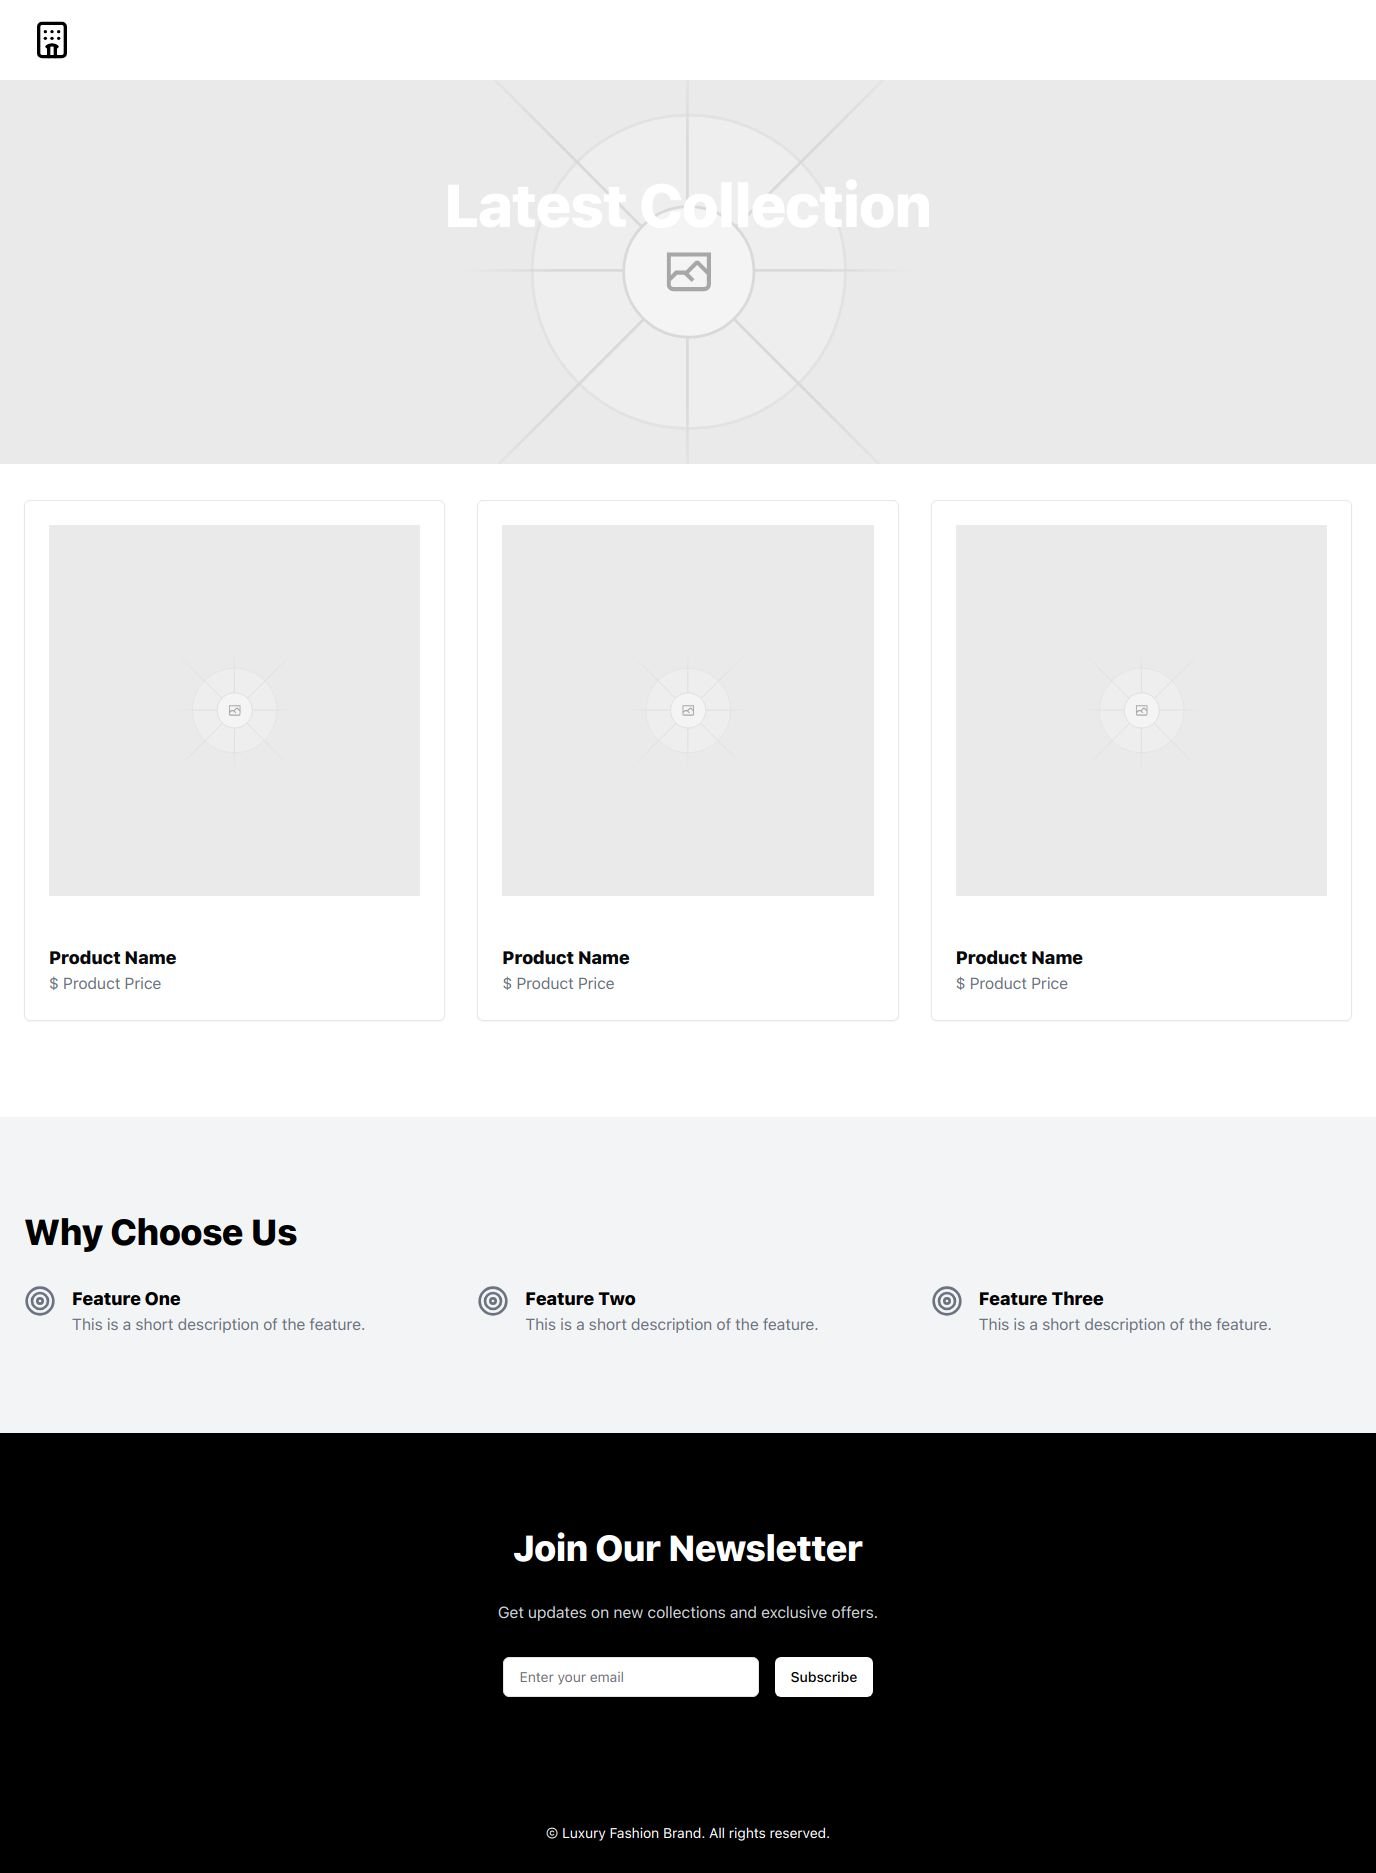 Latest Collection
Product Name
$ Product Price
Product Name
$ Product Price
Product Name
$ Product Price
Why Choose Us
Feature One
This is a short description of the feature.
Feature Two
This is a short description of the feature.
Feature Three
This is a short description of the feature.
Join Our Newsletter
Get updates on new collections and exclusive offers.
Enter your email
Subscribe
© Luxury Fashion Brand. All rights reserved.